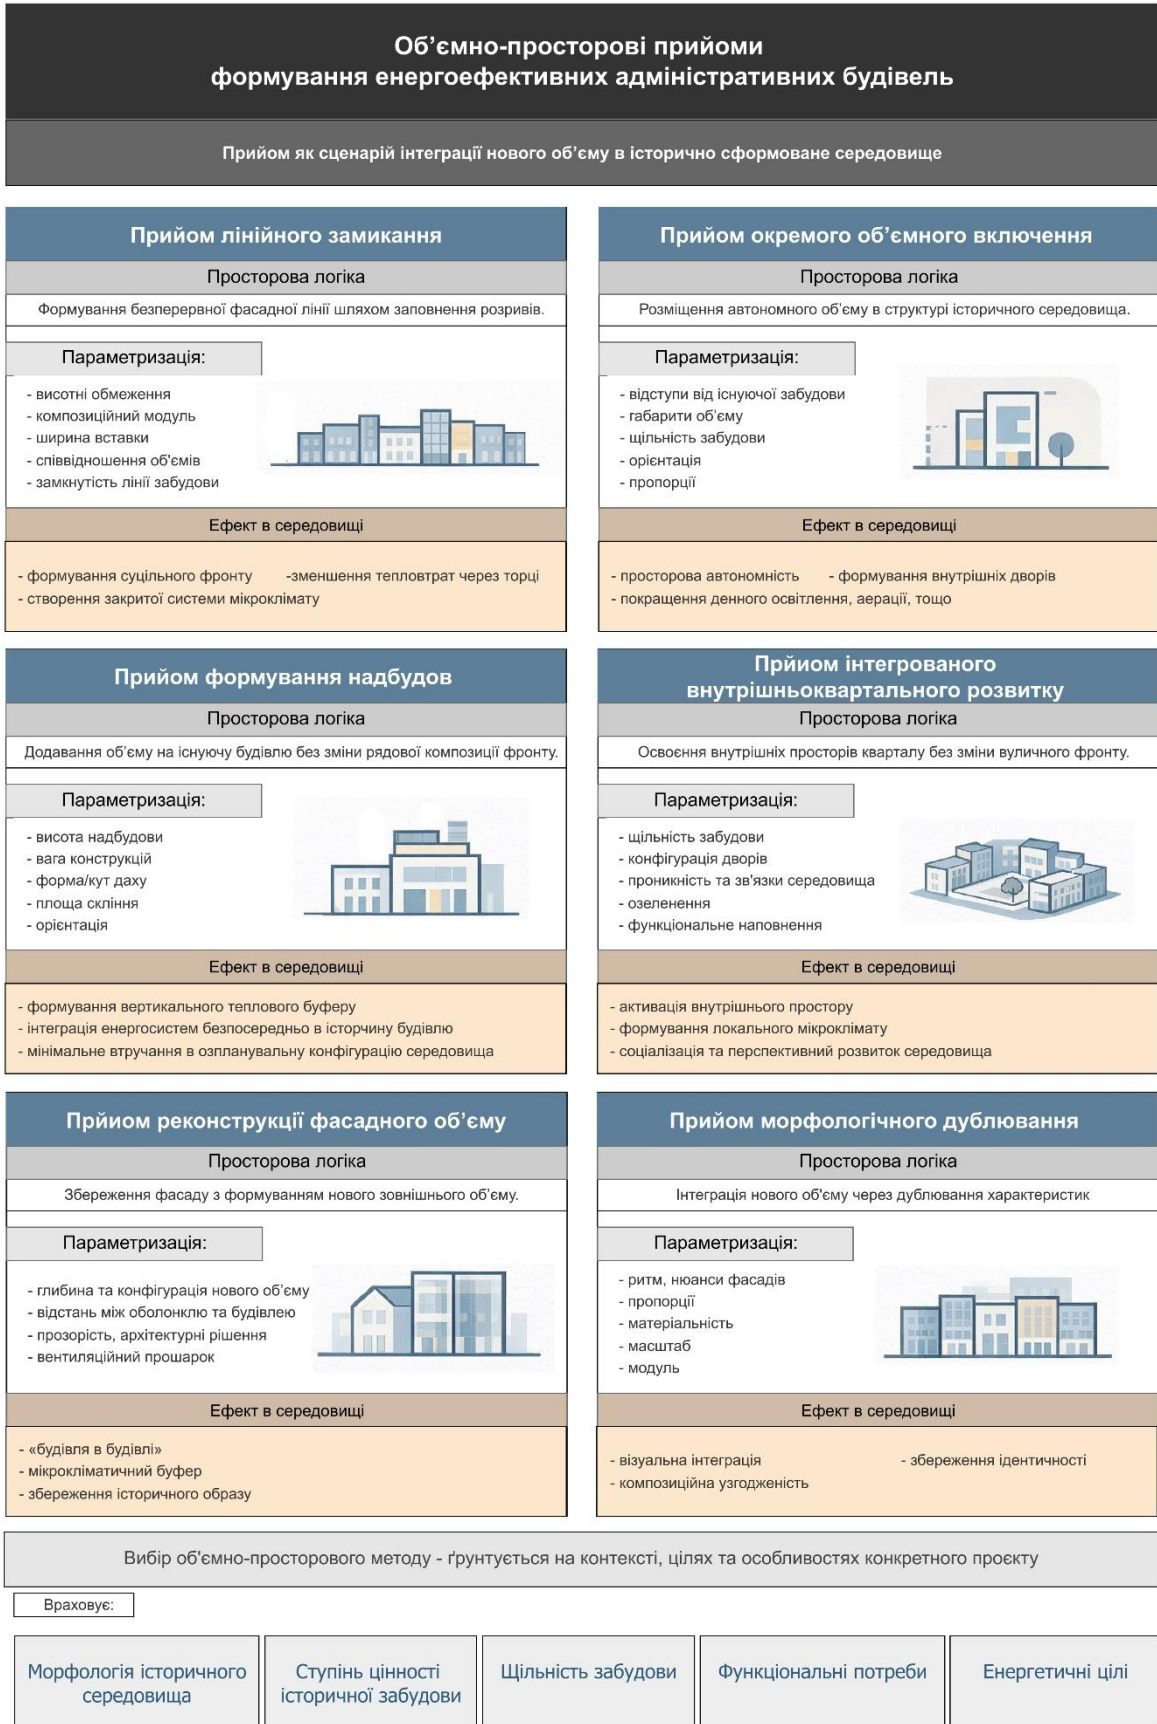 Об’ємно-просторові прийоми
формування енергоефективних адміністративних будівель
Прийом як сценарій інтеграції нового об’єму в історично сформоване середовище
Прийом лінійного замикання
Просторова логіка
Формування безперервної фасадної лінії шляхом заповнення розривів.
Параметризація:
- висотні обмеження
- композиційний модуль
- ширина вставки
- співвідношення об'ємів
- замкнутість лінії забудови
Ефект в середовищі
- формування суцільного фронту -зменшення тепловтрат через торці
- створення закритої системи мікроклімату
Прийом окремого об’ємного включення
Просторова логіка
Розміщення автономного об’єму в структурі історичного середовища.
Параметризація:
- відступи від існуючої забудови
- габарити об’єму
- щільність забудови
- орієнтація
- пропорції
Ефект в середовищі
- просторова автономність - формування внутрішніх дворів
- покращення денного освітлення, аерації, тощо
Прийом формування надбудов
Просторова логіка
Додавання об’єму на існуючу будівлю без зміни рядової композиції фронту.
Параметризація:
- висота надбудови
- вага конструкцій
- форма/кут даху
- площа скління
- орієнтація
Ефект в середовищі
- формування вертикального теплового буферу
- інтеграція енергосистем безпосередньо в історчину будівлю
- мінімальне втручання в озпланувальну конфігурацію середовища
Прйиом інтегрованого
внутрішньоквартального розвитку
Просторова логіка
Освоєння внутрішніх просторів кварталу без зміни вуличного фронту.
Параметризація:
- щільність забудови
- конфігурація дворів
- проникність та зв'язки середовища
- озеленення
- функціональне наповнення
Ефект в середовищі
- активація внутрішнього простору
- формування локального мікроклімату
- соціалізація та перспективний розвиток середовища
Прйиом реконструкції фасадного об’єму
Просторова логіка
Збереження фасаду з формуванням нового зовнішнього об’єму.
Параметризація:
- глибина та конфігурація нового об’єму
- відстань між оболонклю та будівлею
- прозорість, архітектурні рішення
- вентиляційний прошарок
Ефект в середовищі
- «будівля в будівлі»
- мікрокліматичний буфер
- збереження історичного образу
Прийом морфологічного дублювання
Просторова логіка
Інтеграція нового об'єму через дублювання характеристик
Параметризація:
- ритм, нюанси фасадів
- пропорції
- матеріальність
- масштаб
- модуль
Ефект в середовищі
- візуальна інтеграція - збереження ідентичності
- композиційна узгодженість
Вибір об'ємно-просторового методу - ґрунтується на контексті, цілях та особливостях конкретного проєкту
Враховує:
Морфологія історичного
середовища
Ступінь цінності
історичної забудови
Щільність забудови
Функціональні потреби
Енергетичні цілі